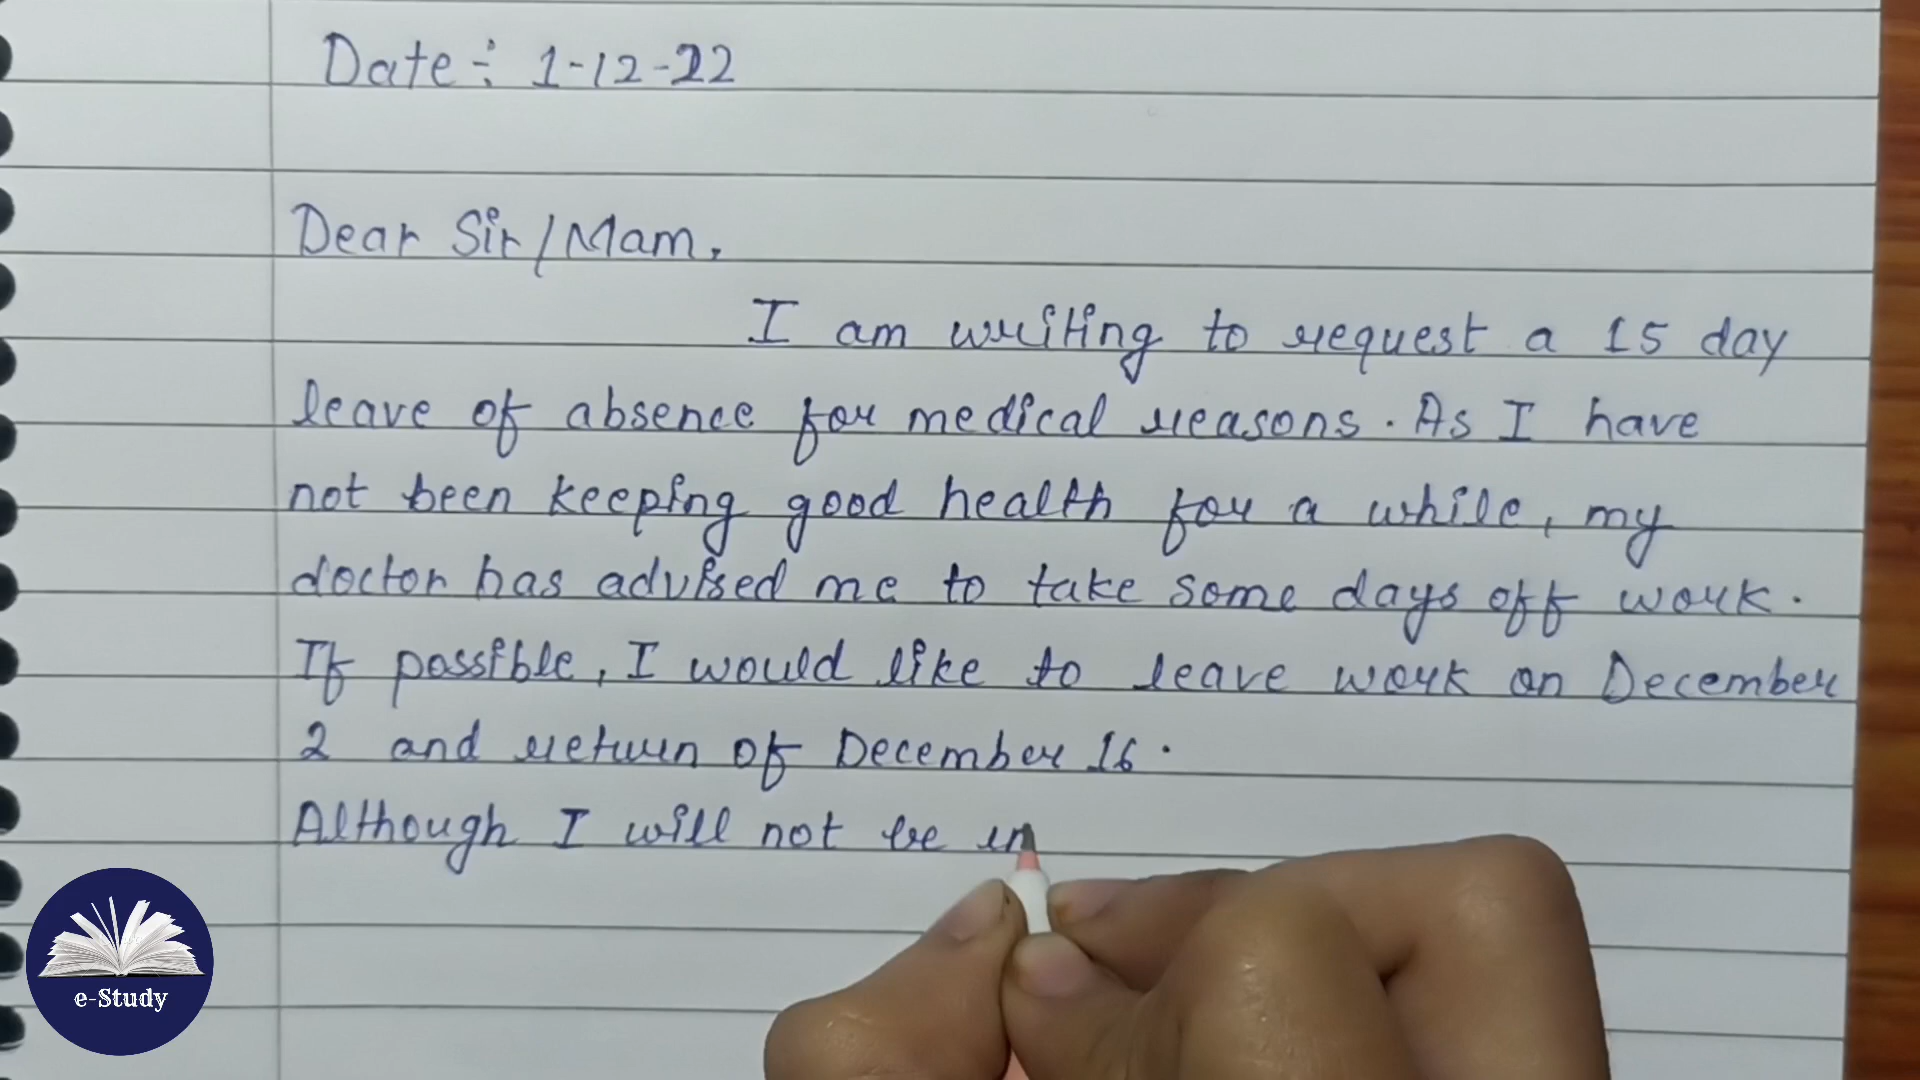 Date ÷ 1-12-22
Dear Sir/Mam,
I am writing to request a 15 day
leave of absence for medical reasons. As I have
not been keeping good health for a while, my
doctor has advised me to take some days off work.
If possible, I would like to leave work on December
2 and return of December 16.
Although I will not be in
e-Study